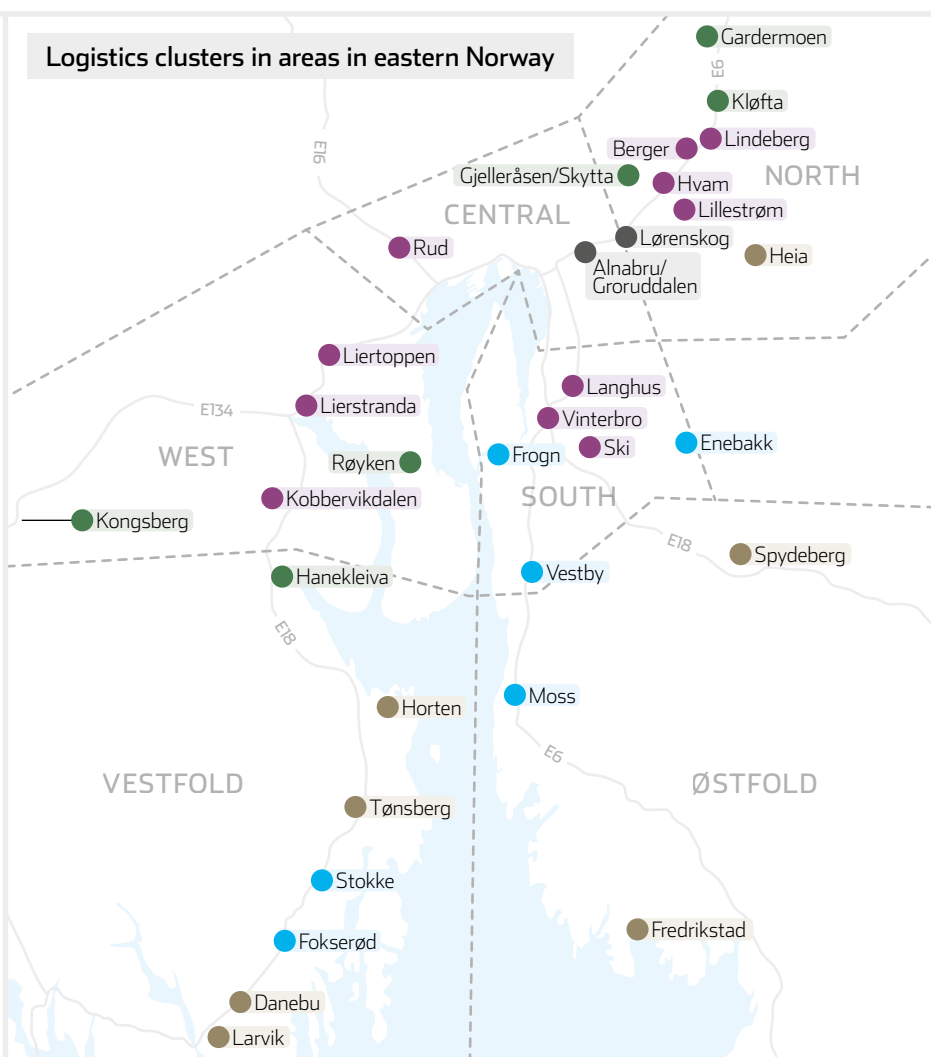 Logistics clusters in areas in eastern Norway
Gardermoen
E6
Kløfta
Lindeberg
Berger
E16
Gjelleråsen/Skytta
NORTH
Hvam
Lillestrøm
CENTRAL
Lørenskog
Rud
Heia
Alnabru/
Groruddalen
Liertoppen
Langhus
Lierstranda
E134
Vinterbro
Enebakk
Ski
Frogn
WEST
Røyken
SOUTH
Kobbervikdalen
Kongsberg
E18
Spydeberg
Vestby
Hanekleiva
E18
Moss
Horten
E6
VESTFOLD
ØSTFOLD
Tønsberg
Stokke
Fredrikstad
Fokserød
Danebu
Larvik